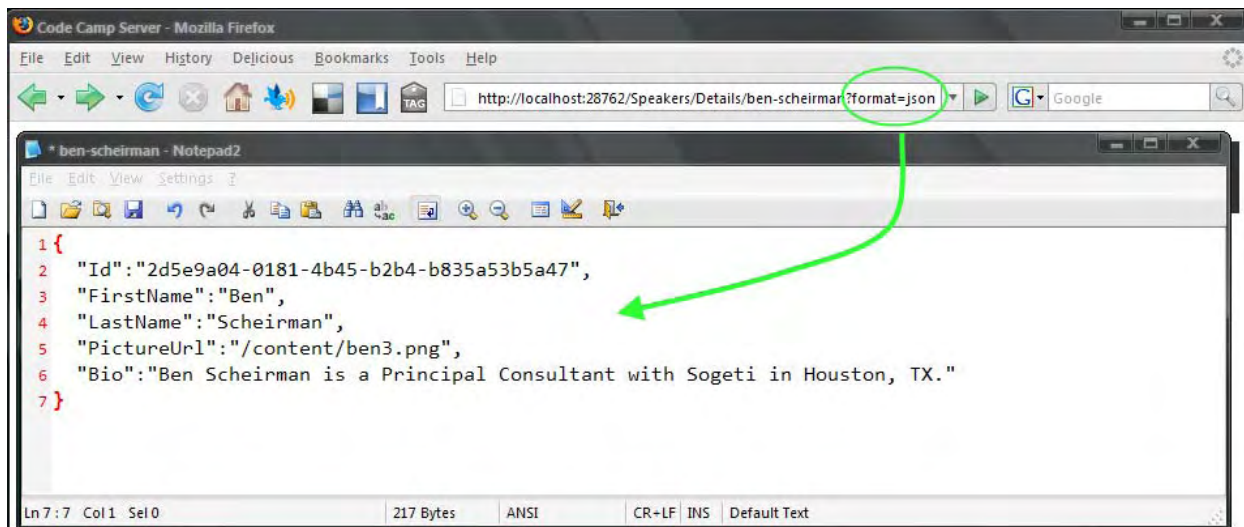 Code Camp Server - Mozilla Firefox
File Edit View History Delicious Bookmarks Tools Help
TAG http://localhost:28762/Speakers/Details/ben-scheirman?format=json G Google
* ben-scheirman - Notepad2
File Edit View Settings ?
1 {
2 "Id":"2d5e9a04-0181-4b45-b2b4-b835a53b5a47",
3 "FirstName":"Ben",
4 "LastName":"Scheirman",
5 "PictureUrl":"/content/ben3.png",
6 "Bio":"Ben Scheirman is a Principal Consultant with Sogeti in Houston, TX."
7 }
Ln 7 : 7 Col 1 Sel 0 217 Bytes ANSI CR+LF INS Default Text